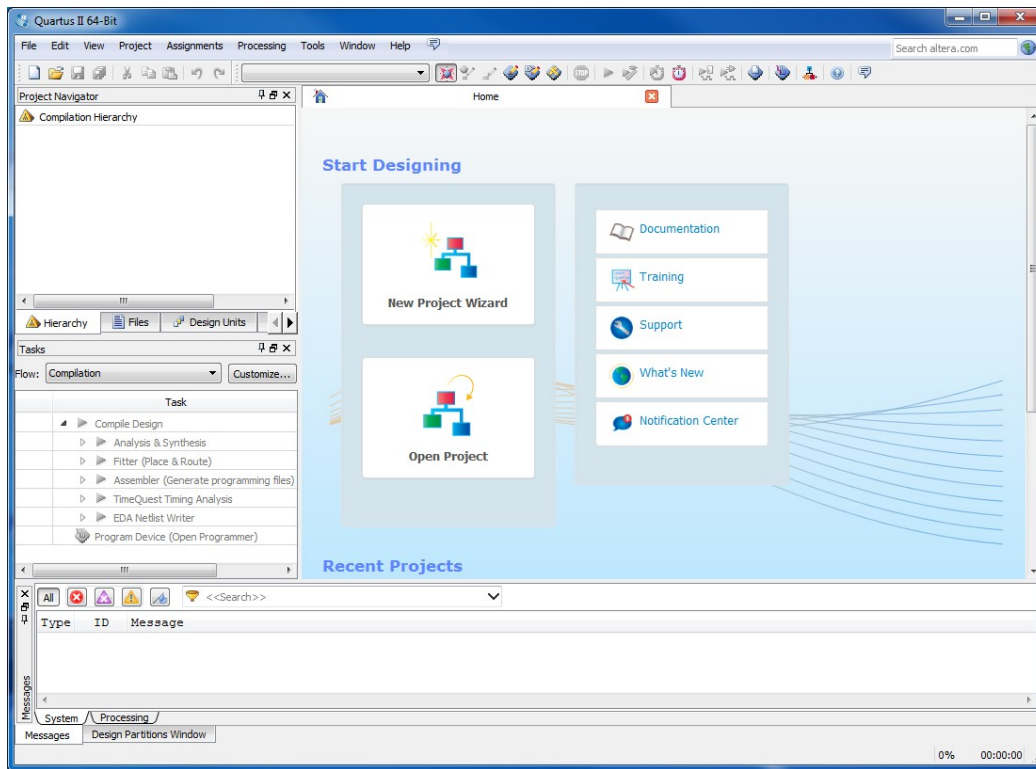 Quartus II 64-Bit
File Edit View Project Assignments Processing Tools Window Help
Search altera.com
Project Navigator
Compilation Hierarchy
Hierarchy Files Design Units
Tasks
Flow: Compilation Customize...
Task
Compile Design
Analysis & Synthesis
Fitter (Place & Route)
Assembler (Generate programming files)
TimeQuest Timing Analysis
EDA Netlist Writer
Program Device (Open Programmer)
Home
Start Designing
New Project Wizard
Open Project
Documentation
Training
Support
What's New
Notification Center
Recent Projects
All <<Search>>
Type ID Message
Messages
System Processing
Messages Design Partitions Window
0% 00:00:00